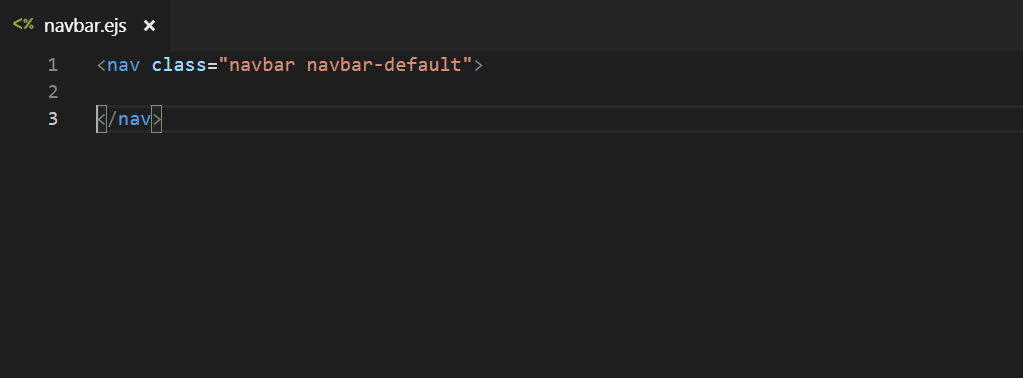 <% navbar.ejs ×
1 <nav class="navbar navbar-default">
2
3 </nav>